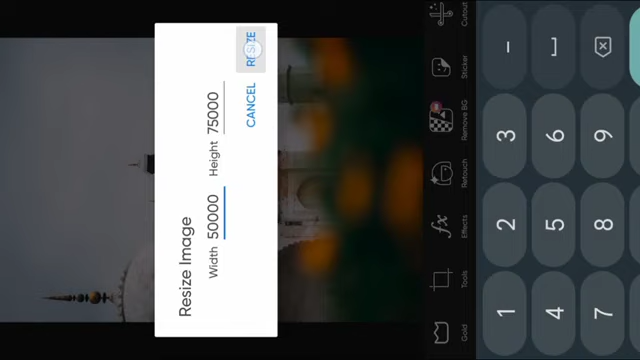 Resize Image
Width 50000 Height 75000
CANCEL RESIZE
Gold
Tools
fx Effects
Retouch
Remove BG
Sticker
Cutout
1 2 3 -
4 5 6
7 8 9